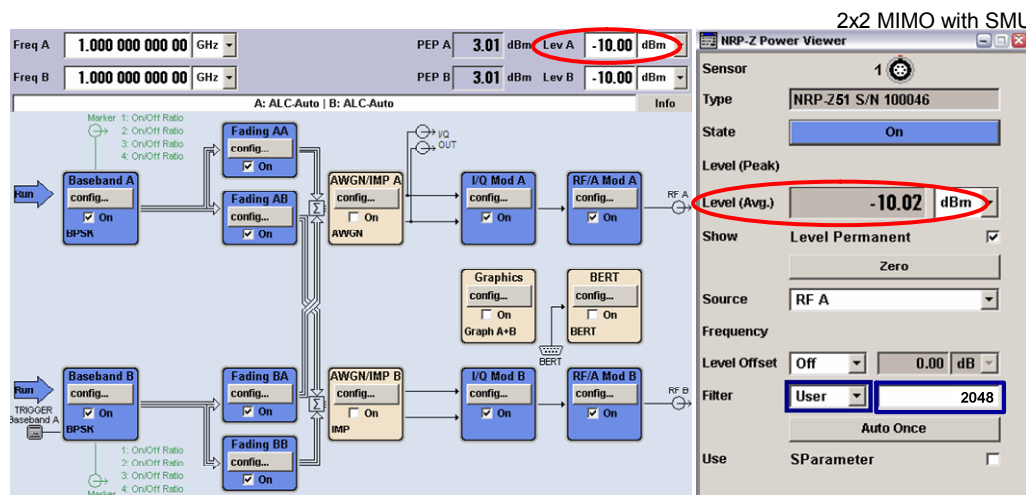 2x2 MIMO with SMU
Freq A 1.000 000 000 00 GHz PEP A 3.01 dBm Lev A -10.00 dBm
Freq B 1.000 000 000 00 GHz PEP B 3.01 dBm Lev B -10.00 dBm
A: ALC-Auto | B: ALC-Auto Info
Marker 1: On/Off Ratio
2: On/Off Ratio
3: On/Off Ratio
4: On/Off Ratio
Run
Baseband A
config...
On
BPSK
Fading AA
config...
On
Fading AB
config...
On
Σ
I/Q
OUT
AWGN/IMP A
config...
On
AWGN
I/Q Mod A
config...
On
RF/A Mod A
config...
On
RF A
Graphics
config...
On
Graph A+B
BERT
config...
On
BERT
BERT
Run
TRIGGER
Baseband A
Baseband B
config...
On
BPSK
Fading BA
config...
On
Fading BB
config...
On
Σ
AWGN/IMP B
config...
On
IMP
I/Q Mod B
config...
On
RF/A Mod B
config...
On
RF B
1: On/Off Ratio
2: On/Off Ratio
3: On/Off Ratio
Marker 4: On/Off Ratio
NRP-Z Power Viewer
Sensor 1
Type NRP-Z51 S/N 100046
State On
Level (Peak)
Level (Avg.) -10.02 dBm
Show Level Permanent
Zero
Source RF A
Frequency
Level Offset Off 0.00 dB
Filter User 2048
Auto Once
Use SParameter